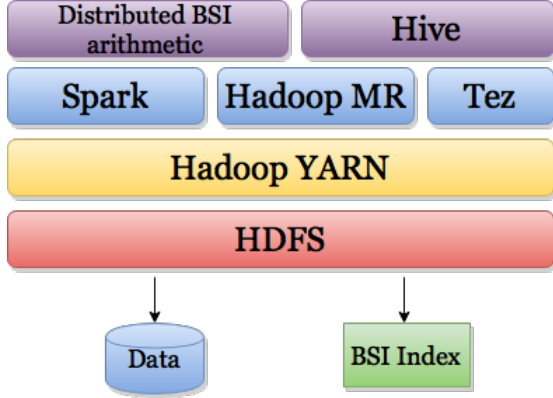 Distributed BSI
arithmetic
Hive
Spark
Hadoop MR
Tez
Hadoop YARN
HDFS
Data
BSI Index